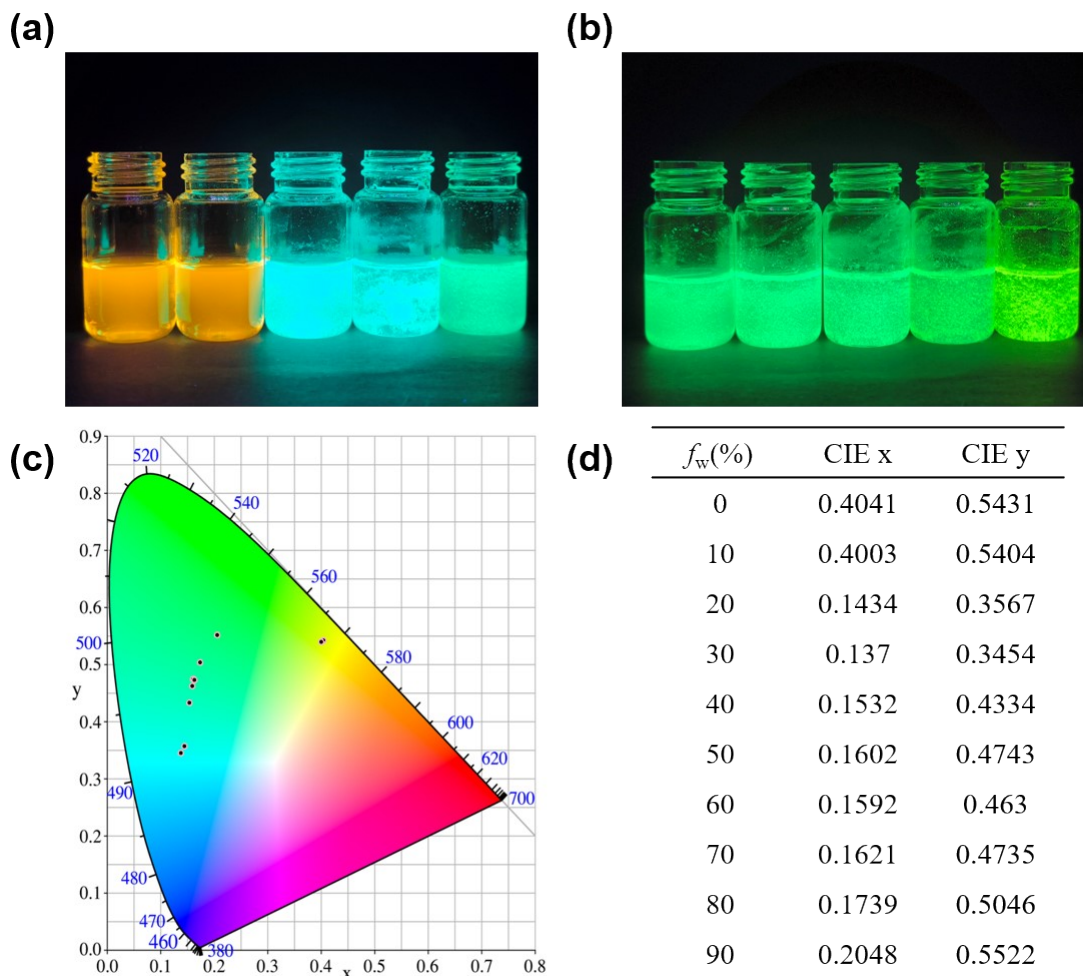 (a)
(b)
(c)
0.9
0.8
0.7
0.6
0.5
0.4
0.3
0.2
0.1
0.0
y
0.0
0.1
0.2
0.3
0.4
0.5
0.6
0.7
0.8
x
520
540
560
580
600
620
700
500
490
480
470
460
380
(d)
fw(%) CIE x CIE y
0 0.4041 0.5431
10 0.4003 0.5404
20 0.1434 0.3567
30 0.137 0.3454
40 0.1532 0.4334
50 0.1602 0.4743
60 0.1592 0.463
70 0.1621 0.4735
80 0.1739 0.5046
90 0.2048 0.5522